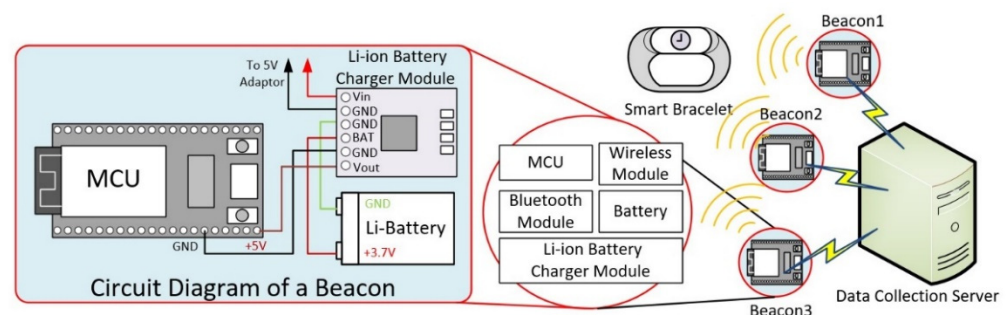 To 5V
Adaptor
Li-ion Battery
Charger Module
Vin
GND
GND
BAT
GND
Vout
MCU
GND
+5V
GND
Li-Battery
+3.7V
Circuit Diagram of a Beacon
MCU
Wireless
Module
Bluetooth
Module
Battery
Li-ion Battery
Charger Module
Smart Bracelet
Beacon1
Beacon2
Beacon3
Data Collection Server